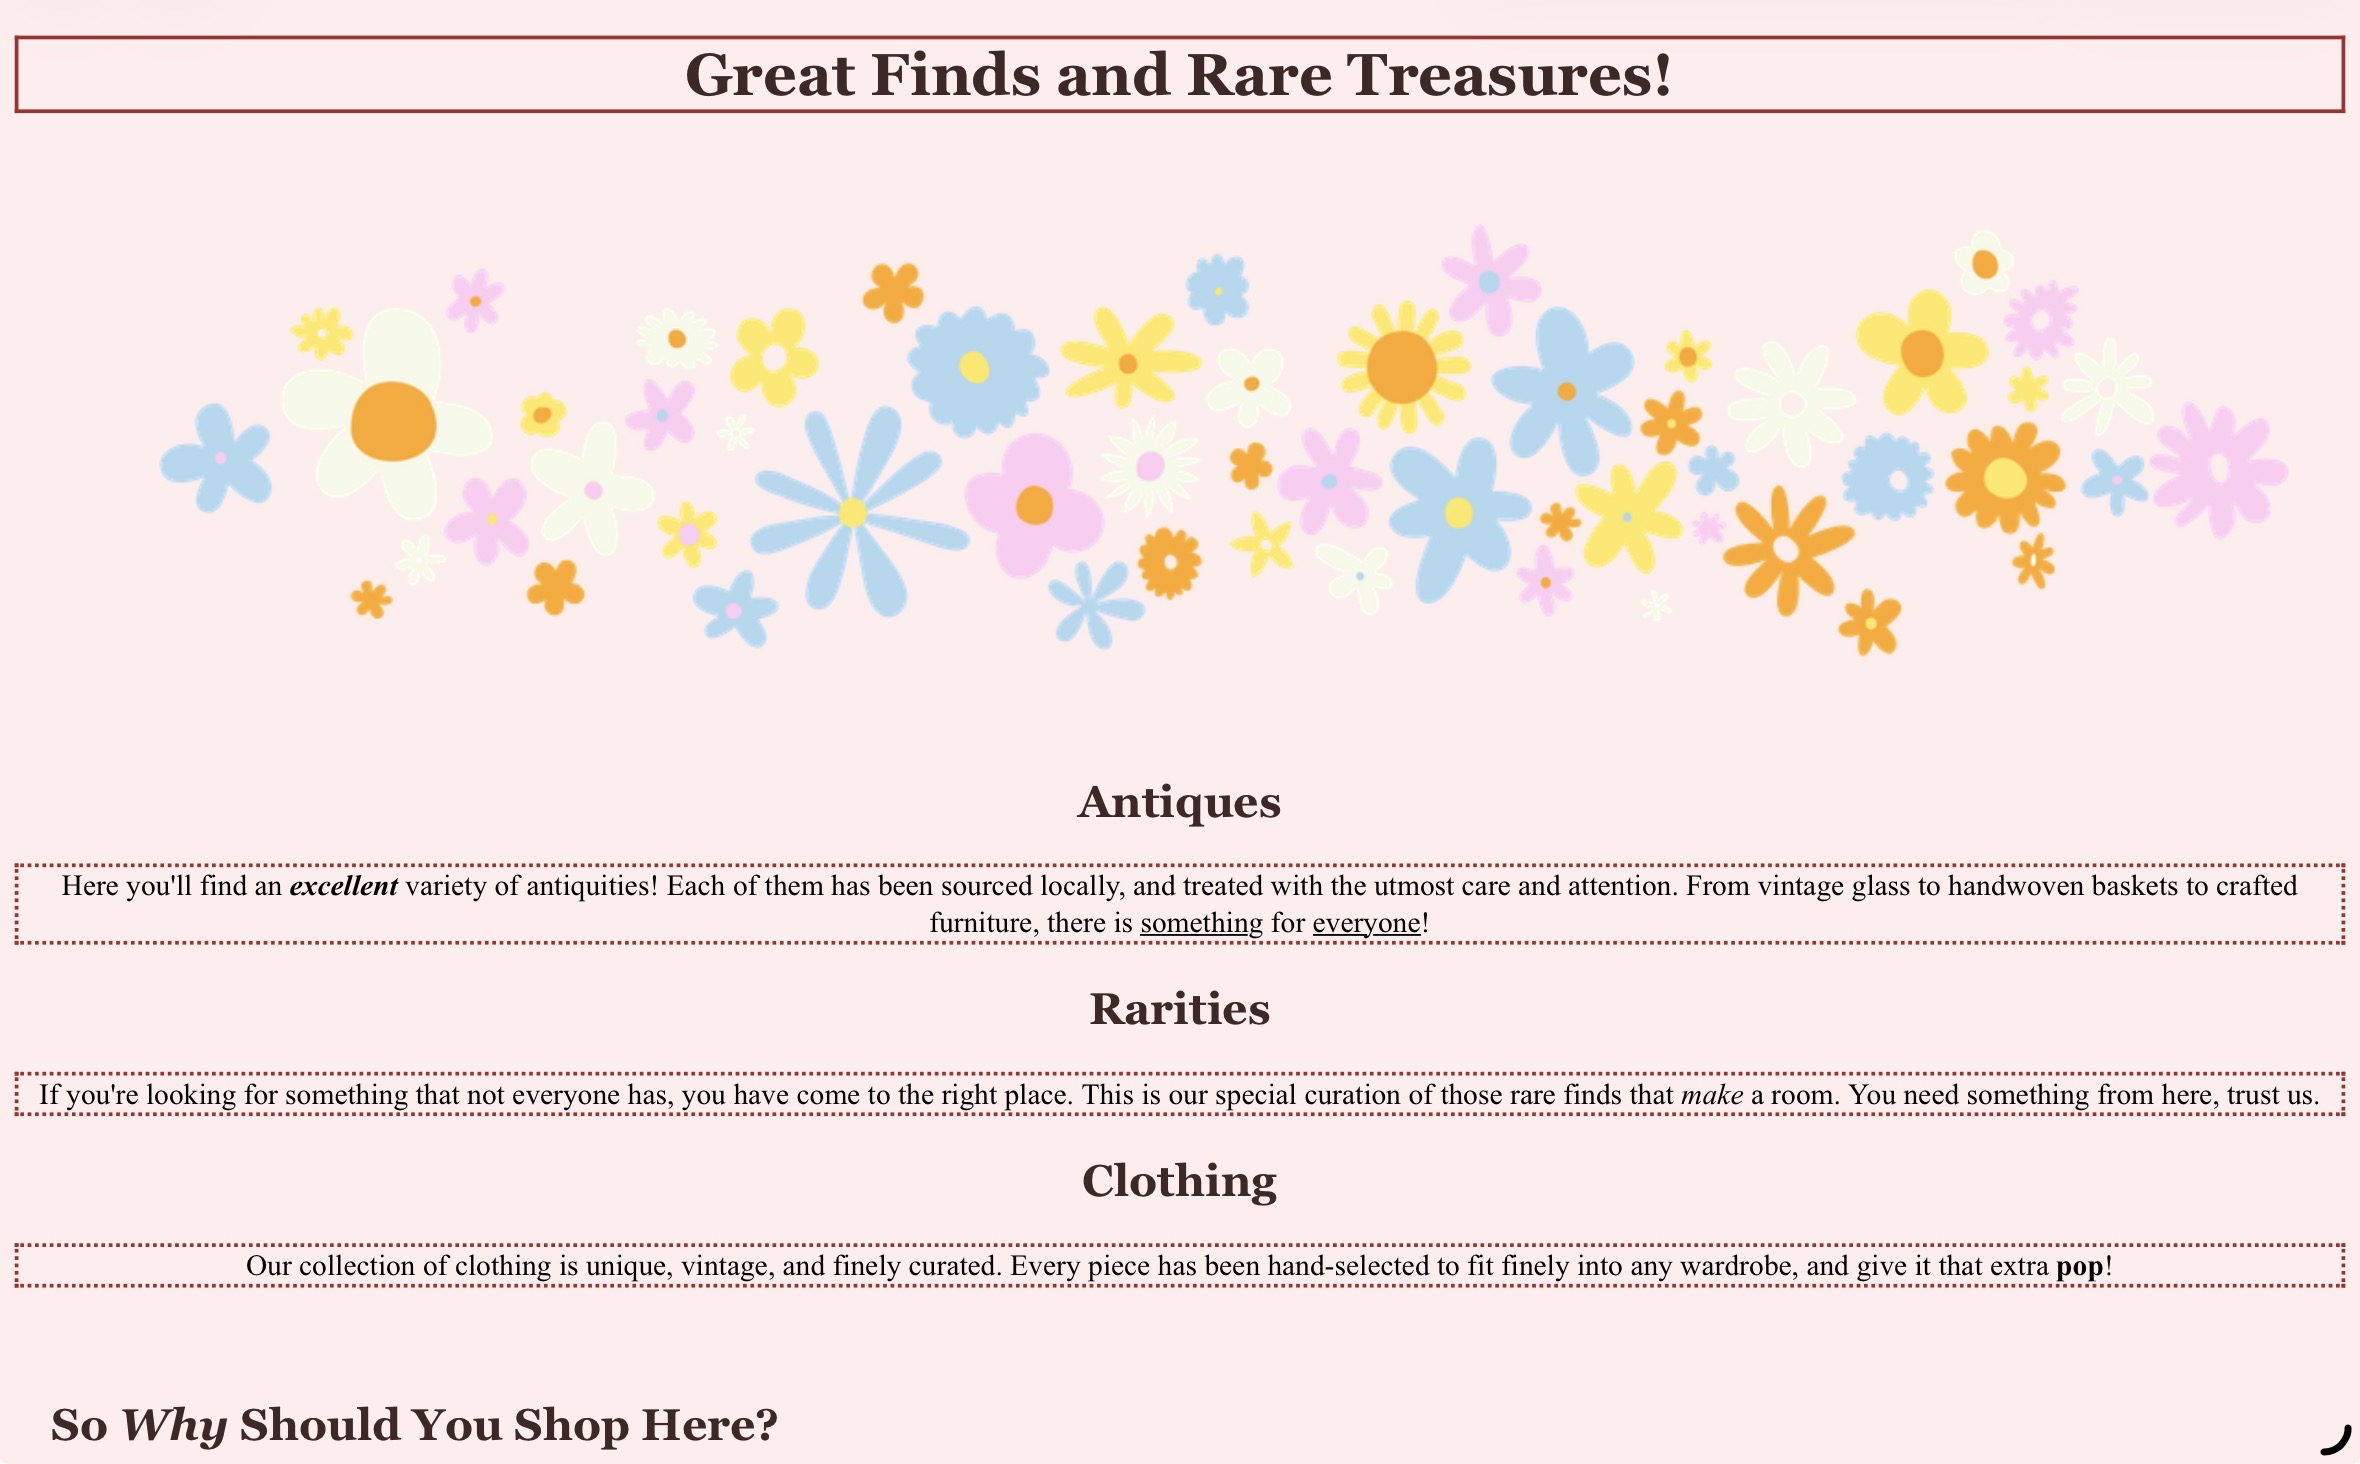 Great Finds and Rare Treasures!
Antiques
Here you'll find an excellent variety of antiquities! Each of them has been sourced locally, and treated with the utmost care and attention. From vintage glass to handwoven baskets to crafted
furniture, there is something for everyone!
Rarities
If you're looking for something that not everyone has, you have come to the right place. This is our special curation of those rare finds that make a room. You need something from here, trust us.
Clothing
Our collection of clothing is unique, vintage, and finely curated. Every piece has been hand-selected to fit finely into any wardrobe, and give it that extra pop!
So Why Should You Shop Here?